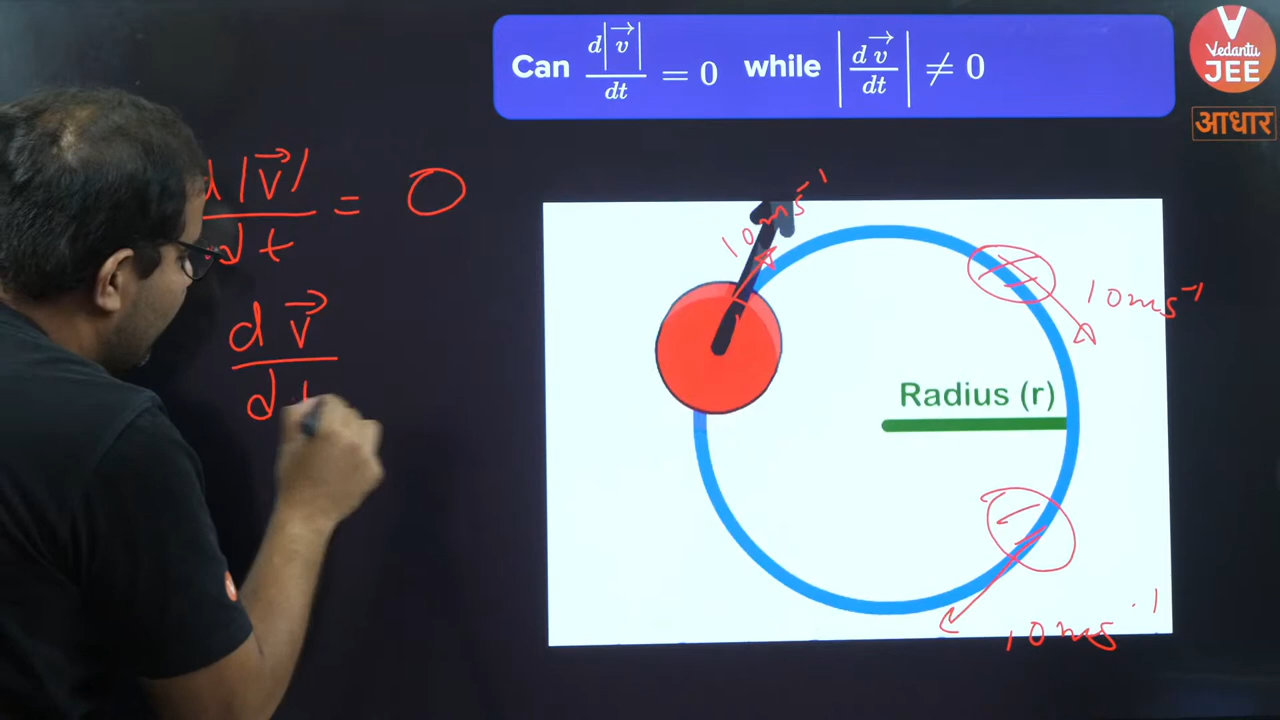 Can d|v⃗|/dt = 0 while |dv⃗/dt| ≠ 0
V
Vedantu
JEE
आधार
d|v⃗|/dt = 0
dv⃗/dt
10ms⁻¹
10ms⁻¹
Radius (r)
10ms⁻¹